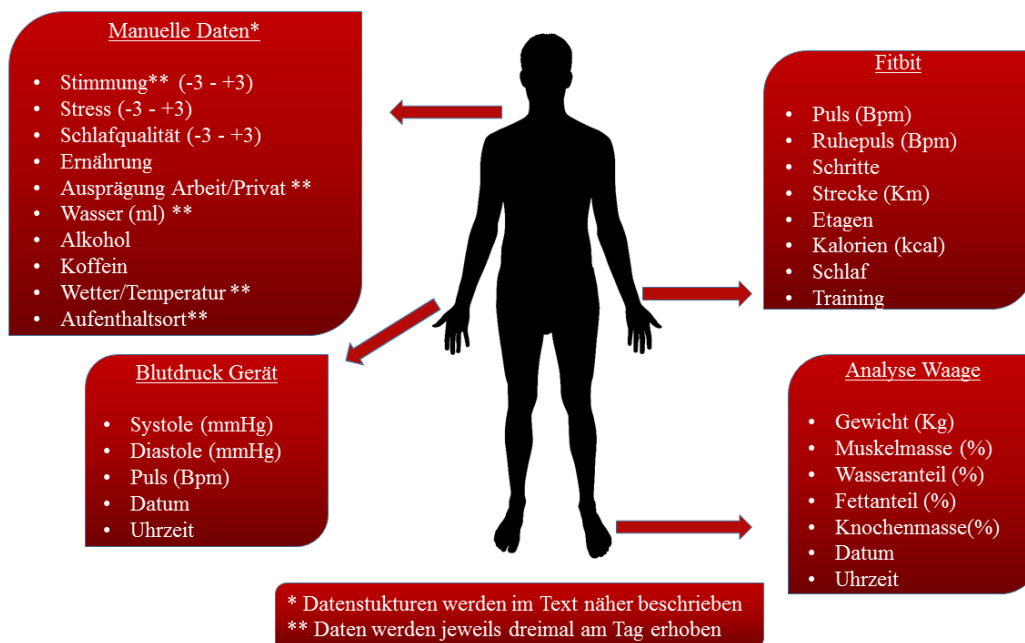 Manuelle Daten*
• Stimmung** (-3 - +3)
• Stress (-3 - +3)
• Schlafqualität (-3 - +3)
• Ernährung
• Ausprägung Arbeit/Privat **
• Wasser (ml) **
• Alkohol
• Koffein
• Wetter/Temperatur **
• Aufenthaltsort**
Fitbit
• Puls (Bpm)
• Ruhepuls (Bpm)
• Schritte
• Strecke (Km)
• Etagen
• Kalorien (kcal)
• Schlaf
• Training
Blutdruck Gerät
• Systole (mmHg)
• Diastole (mmHg)
• Puls (Bpm)
• Datum
• Uhrzeit
Analyse Waage
• Gewicht (Kg)
• Muskelmasse (%)
• Wasseranteil (%)
• Fettanteil (%)
• Knochenmasse(%)
• Datum
• Uhrzeit
* Datenstukturen werden im Text näher beschrieben
** Daten werden jeweils dreimal am Tag erhoben